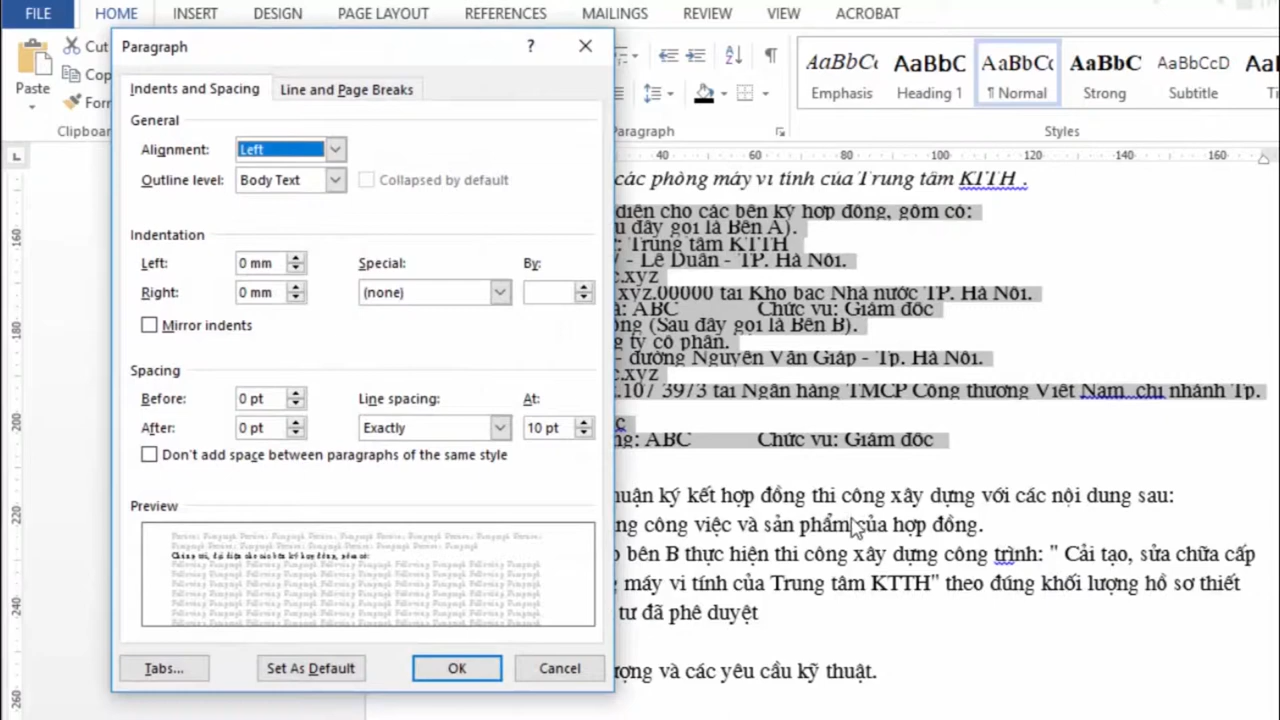 FILE HOME INSERT DESIGN PAGE LAYOUT REFERENCES MAILINGS REVIEW VIEW ACROBAT
Paragraph ? 
Cut
Paste
Clipboard
Paragraph
Styles
AaBbC AaBbC AaBbC AaBbCcD
Emphasis Heading 1 ¶ Normal Strong Subtitle
Indents and Spacing Line and Page Breaks
General
Alignment: Left
Outline level: Body Text Collapsed by default
Indentation
Left: 0 mm Special: By:
Right: 0 mm (none)
Mirror indents
Spacing
Before: 0 pt Line spacing: At:
After: 0 pt Exactly 10 pt
Don't add space between paragraphs of the same style
Preview
Tabs... Set As Default OK Cancel
40 60 80 100 120 140 160
160
180
200
220
240
260
các phòng máy vi tính của Trung tâm KTTH .
diện cho các bên ký hợp đồng, gồm có:
đây gọi là Bên A).
: Trung tâm KTTH
- Lê Duẩn - TP. Hà Nội.
.xyz
xyz.00000 tại Kho bạc Nhà nước TP. Hà Nội.
: ABC Chức vụ: Giám đốc
(Sau đây gọi là Bên B).
ty cổ phần.
- đường Nguyễn Văn Giáp - Tp. Hà Nội.
.xyz
.107 3973 tại Ngân hàng TMCP Công thương Việt Nam, chi nhánh Tp.
: ABC Chức vụ: Giám đốc
ký kết hợp đồng thi công xây dựng với các nội dung sau:
công việc và sản phẩm của hợp đồng.
bên B thực hiện thi công xây dựng công trình: " Cải tạo, sửa chữa cấp
máy vi tính của Trung tâm KTTH" theo đúng khối lượng hồ sơ thiết
tư đã phê duyệt
và các yêu cầu kỹ thuật.